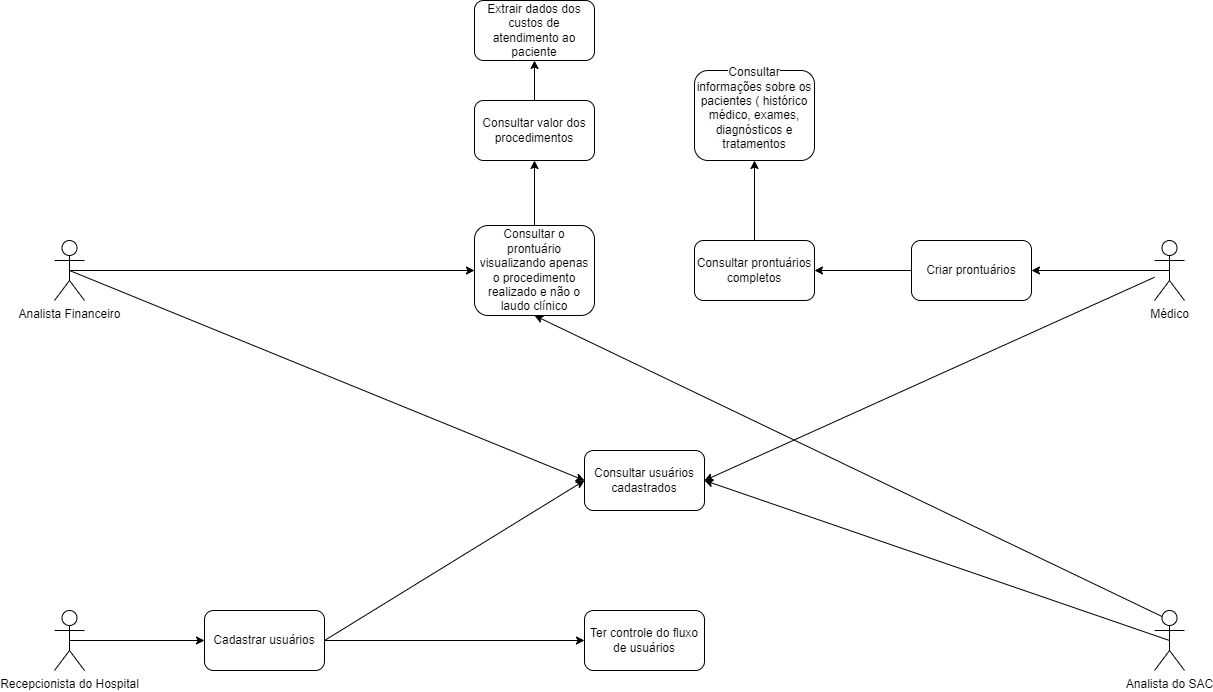 Extrair dados dos
custos de
atendimento ao
paciente
Consultar
informações sobre os
pacientes ( histórico
médico, exames,
diagnósticos e
tratamentos
Consultar valor dos
procedimentos
Consultar o
prontuário
visualizando apenas
o procedimento
realizado e não o
laudo clínico
Consultar prontuários
completos
Criar prontuários
Analista Financeiro
Médico
Consultar usuários
cadastrados
Cadastrar usuários
Ter controle do fluxo
de usuários
Recepcionista do Hospital
Analista do SAC